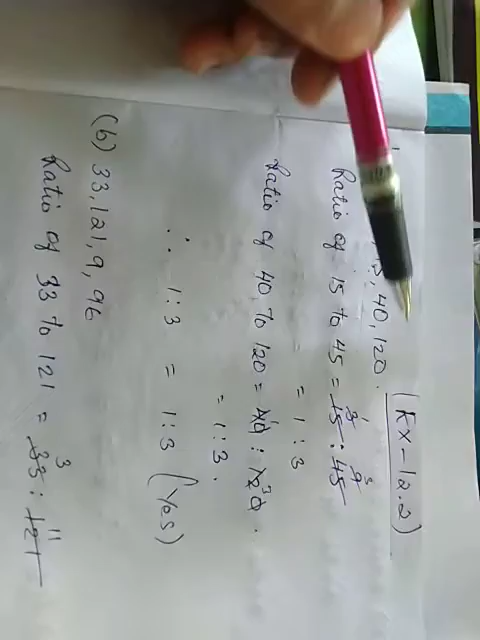 (Ex-12.2)
, 40, 120.
Ratio of 15 to 45 = 15 : 45
= 1 : 3
Ratio of 40 to 120 = 40 : 120.
= 1 : 3.
∴ 1:3 = 1:3 (Yes)
(b) 33, 121, 9, 96
Ratio of 33 to 121 = 33 : 121
3 11